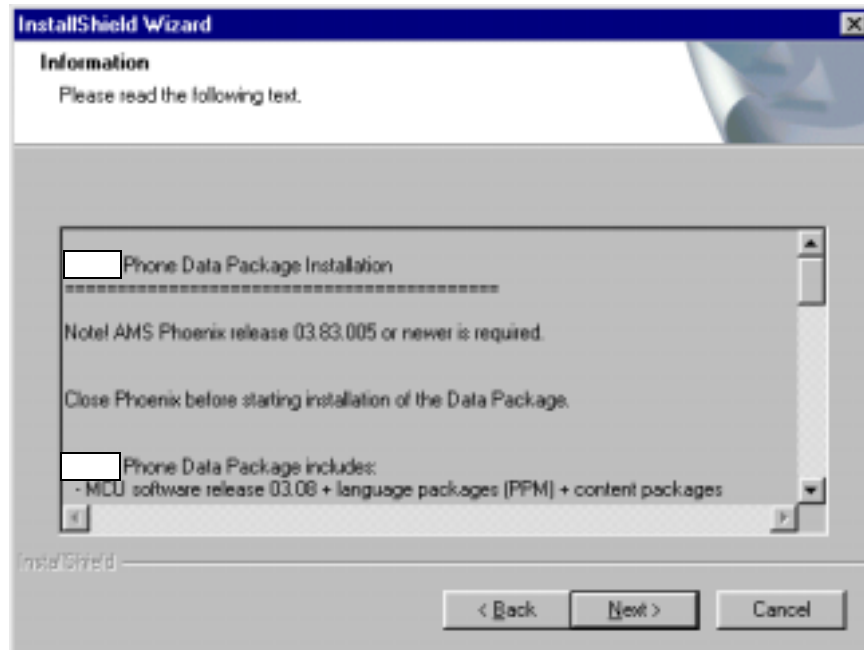 InstallShield Wizard
Information
Please read the following text.
Phone Data Package Installation
==========================================
Note! AMS Phoenix release 03.83.005 or newer is required.
Close Phoenix before starting installation of the Data Package.
Phone Data Package includes:
- MCU software release 03.08 + language packages (PPM) + content packages
InstallShield
< Back
Next >
Cancel